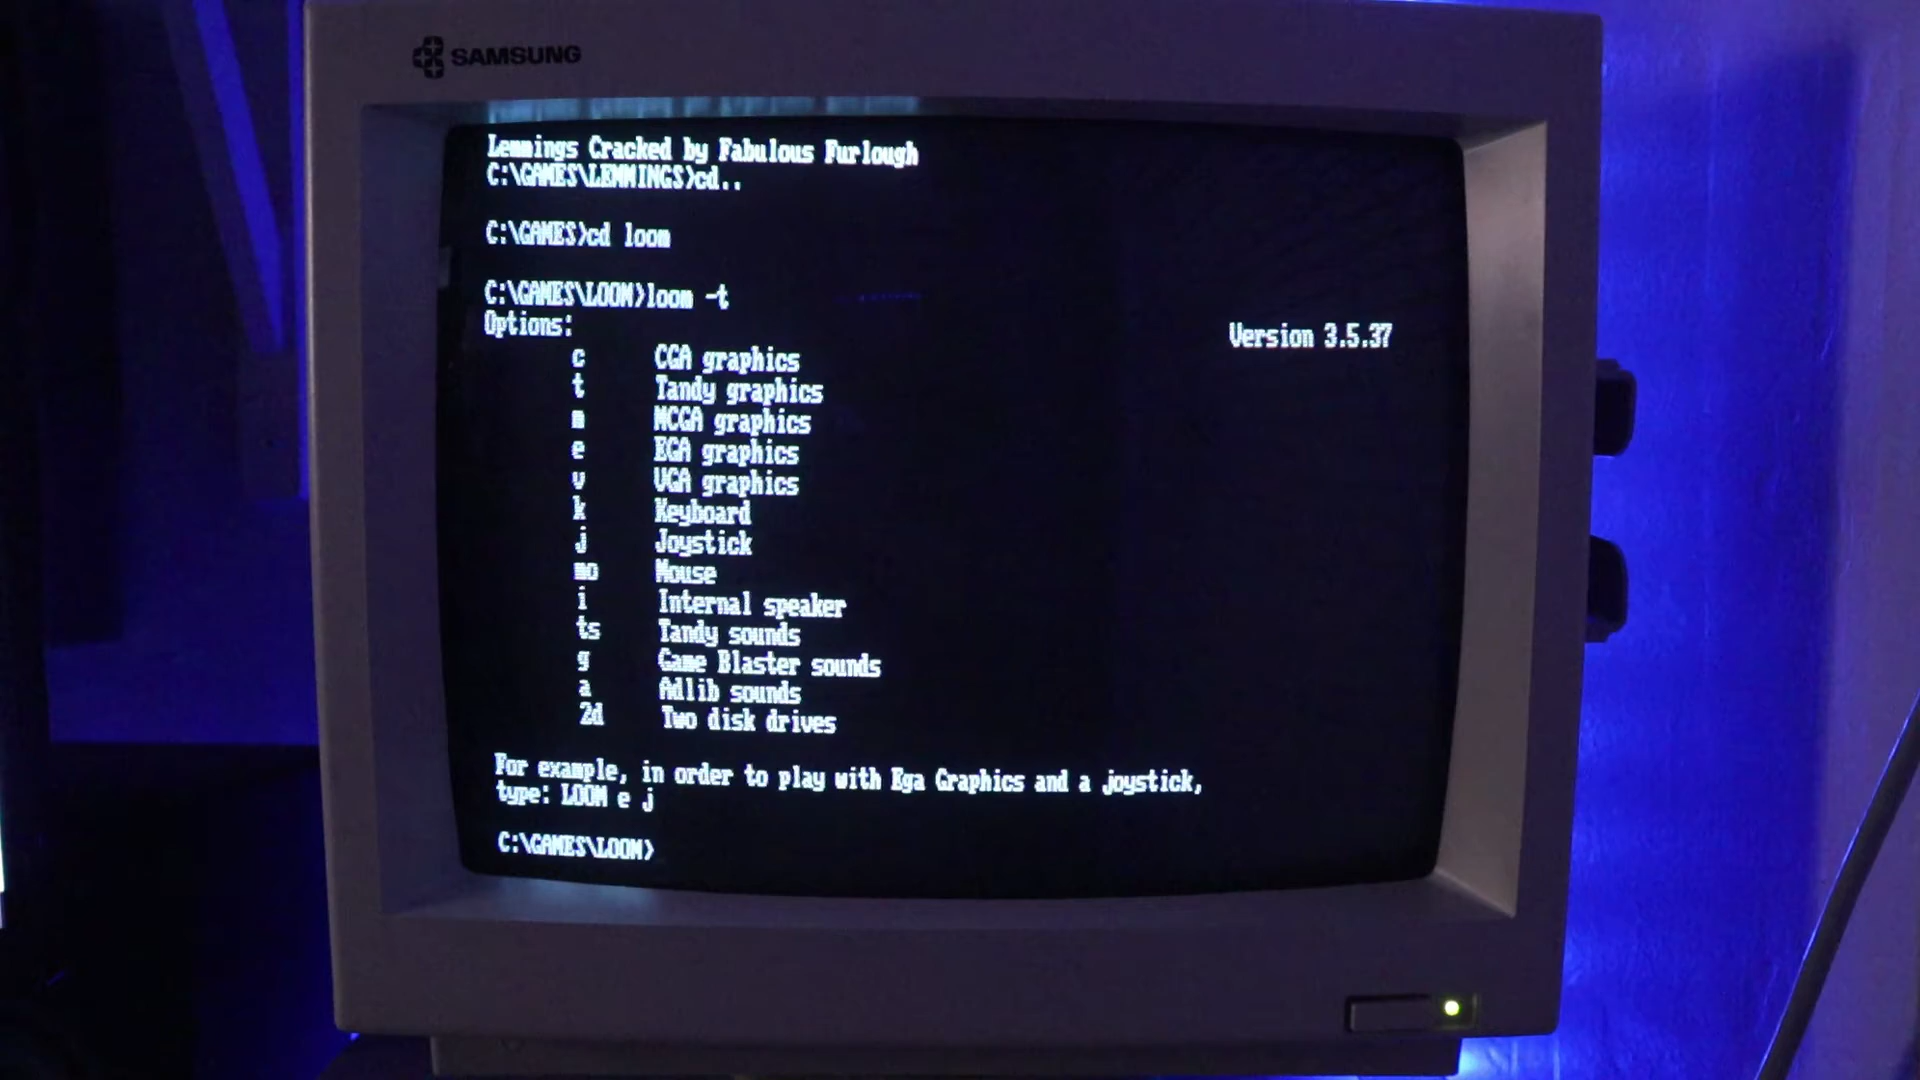 SAMSUNG
Lemmings Cracked by Fabulous Furlough
C:\GAMES\LEMMINGS>cd..
C:\GAMES>cd loom
C:\GAMES\LOOM>loom -t
Options:
Version 3.5.37
c CGA graphics
t Tandy graphics
m MCGA graphics
e EGA graphics
v VGA graphics
k Keyboard
j Joystick
mo Mouse
i Internal speaker
ts Tandy sounds
g Game Blaster sounds
a Adlib sounds
2d Two disk drives
For example, in order to play with Ega Graphics and a joystick,
type: LOOM e j
C:\GAMES\LOOM>